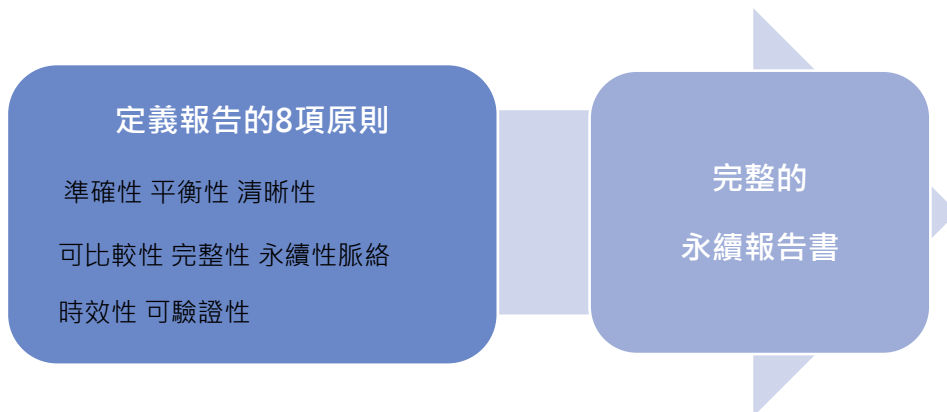 定義報告的8項原則
準確性 平衡性 清晰性
可比較性 完整性 永續性脈絡
時效性 可驗證性
完整的
永續報告書